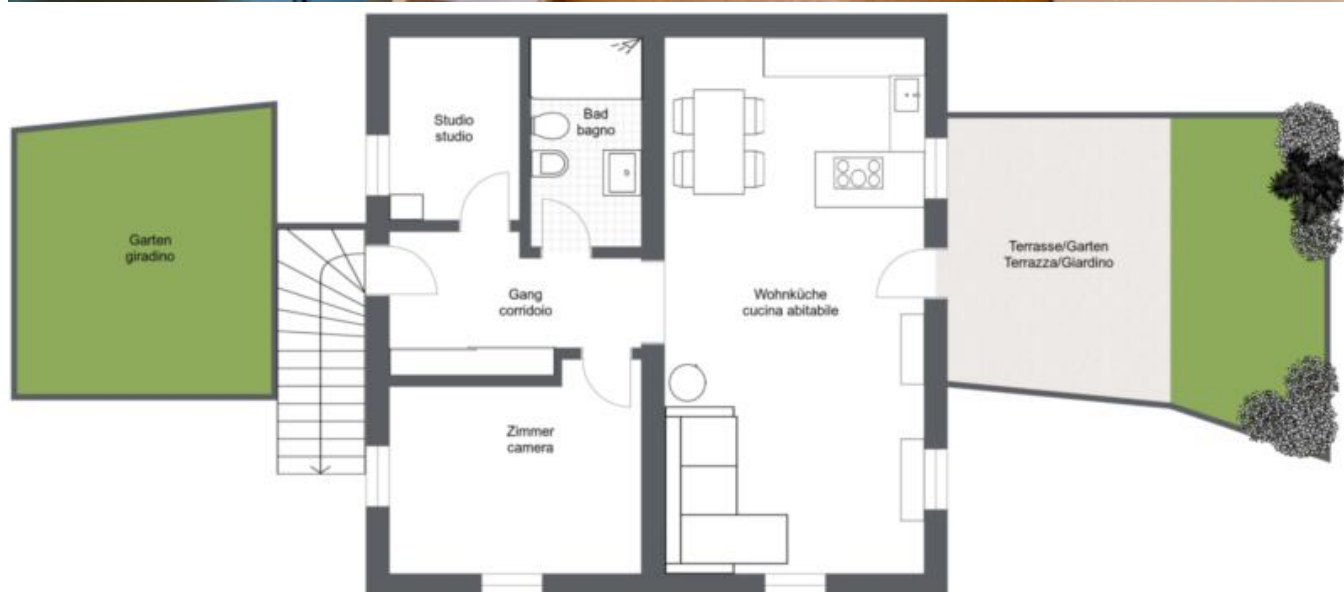 Studio
studio
Bad
bagno
Garten
giradino
Gang
corridoio
Wohnküche
cucina abitabile
Terrasse/Garten
Terrazza/Giardino
Zimmer
camera